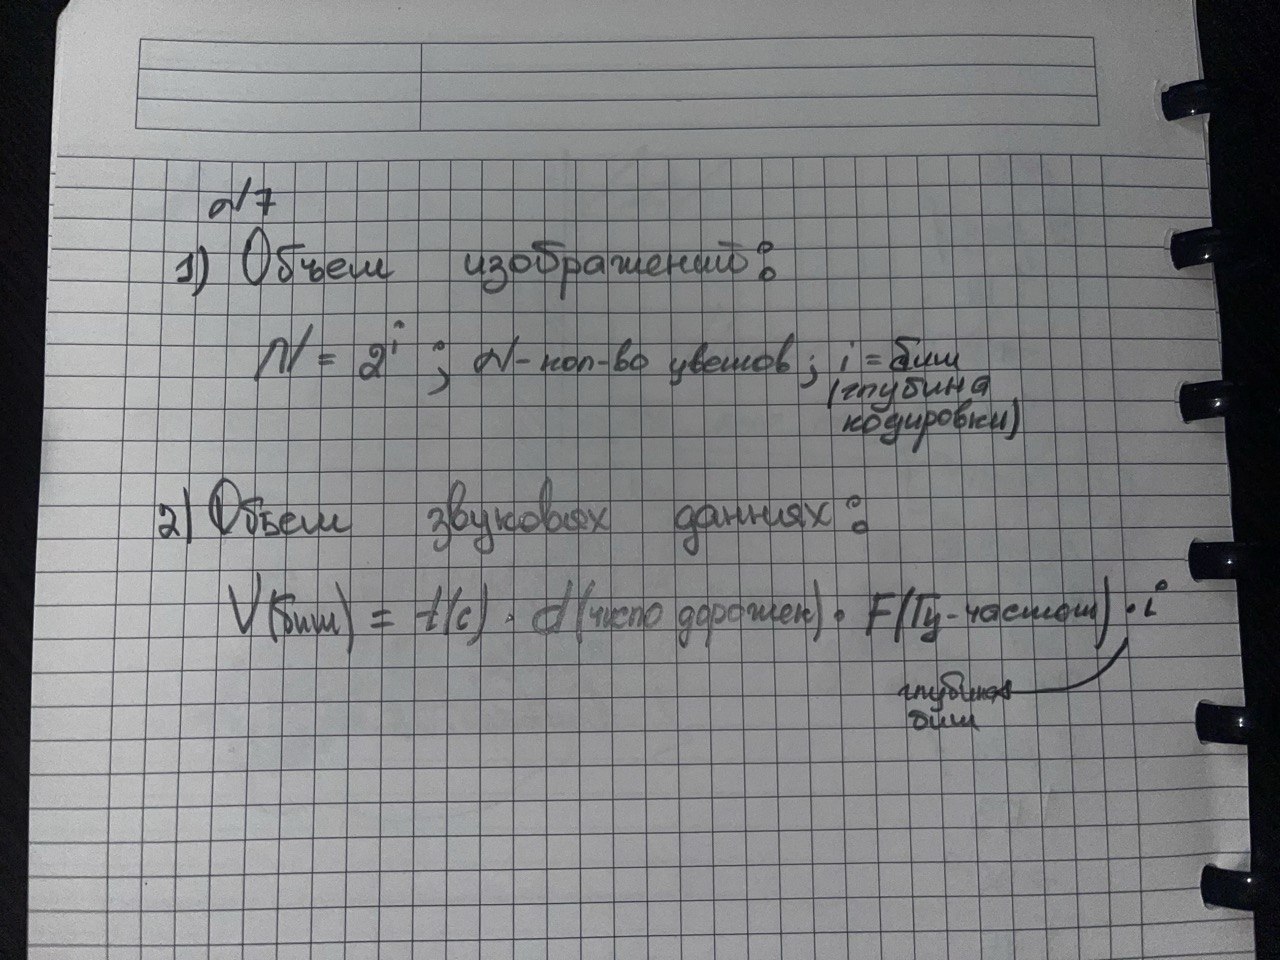 №7
1) Объем изображений:
N = 2^i ; N - кол-во цветов; i = бит
(глубина
кодировки)
2) Объем звуковых данных:
V(бит) = t(с) · d(число дорожек) · F(Гц-частот) · i
глубина
бит